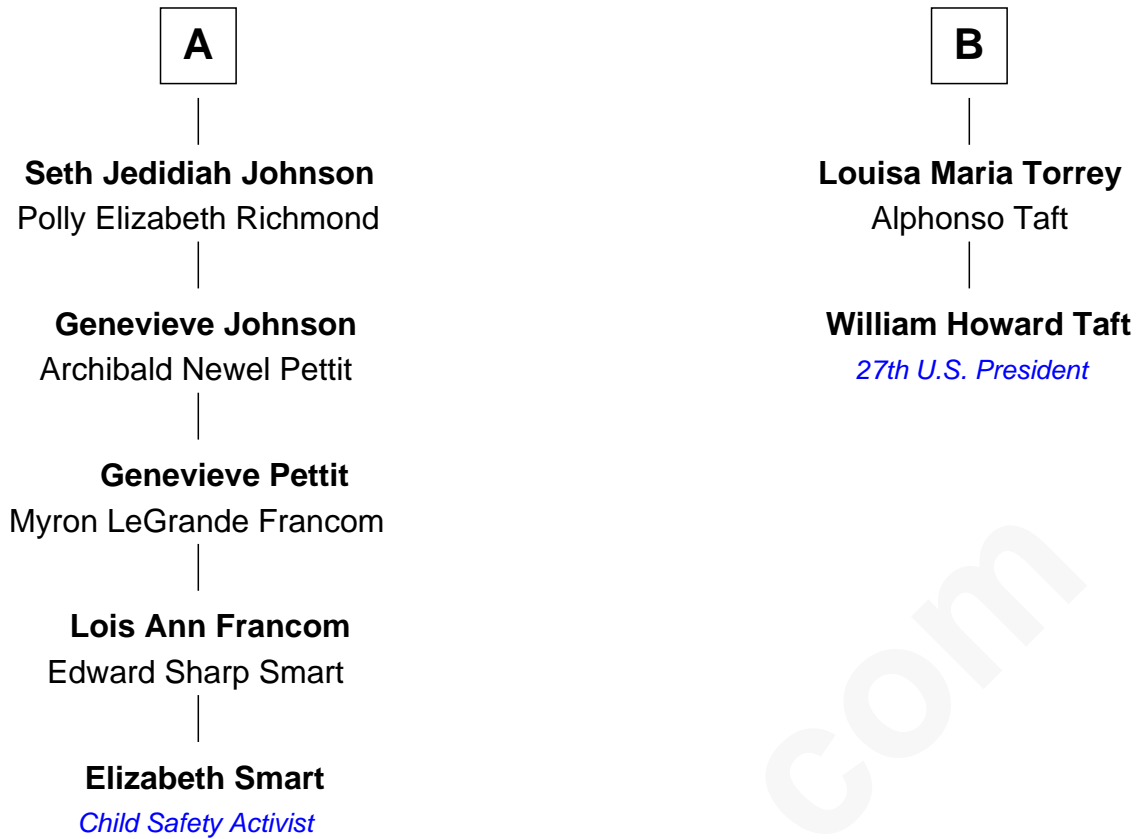 A
Seth Jedidiah Johnson
Polly Elizabeth Richmond
Genevieve Johnson
Archibald Newel Pettit
Genevieve Pettit
Myron LeGrande Francom
Lois Ann Francom
Edward Sharp Smart
Elizabeth Smart
Child Safety Activist
B
Louisa Maria Torrey
Alphonso Taft
William Howard Taft
27th U.S. President
com